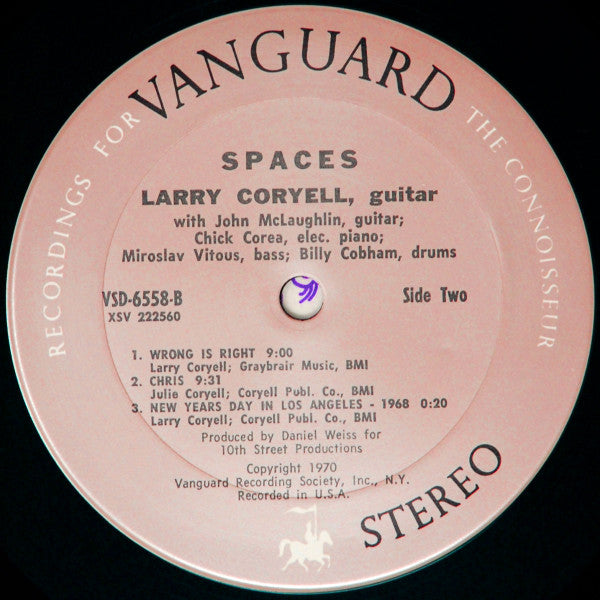 RECORDINGS FOR VANGUARD THE CONNOISSEUR
SPACES
LARRY CORYELL, guitar
with John McLaughlin, guitar;
Chick Corea, elec. piano;
Miroslav Vitous, bass; Billy Cobham, drums
VSD-6558-B
XSV 222560
Side Two
1. WRONG IS RIGHT 9:00
Larry Coryell; Graybrair Music, BMI
2. CHRIS 9:31
Julie Coryell; Coryell Publ. Co., BMI
3. NEW YEARS DAY IN LOS ANGELES - 1968 0:20
Larry Coryell; Coryell Publ. Co., BMI
Produced by Daniel Weiss for
10th Street Productions
Copyright 1970
Vanguard Recording Society, Inc., N.Y.
Recorded in U.S.A.
STEREO